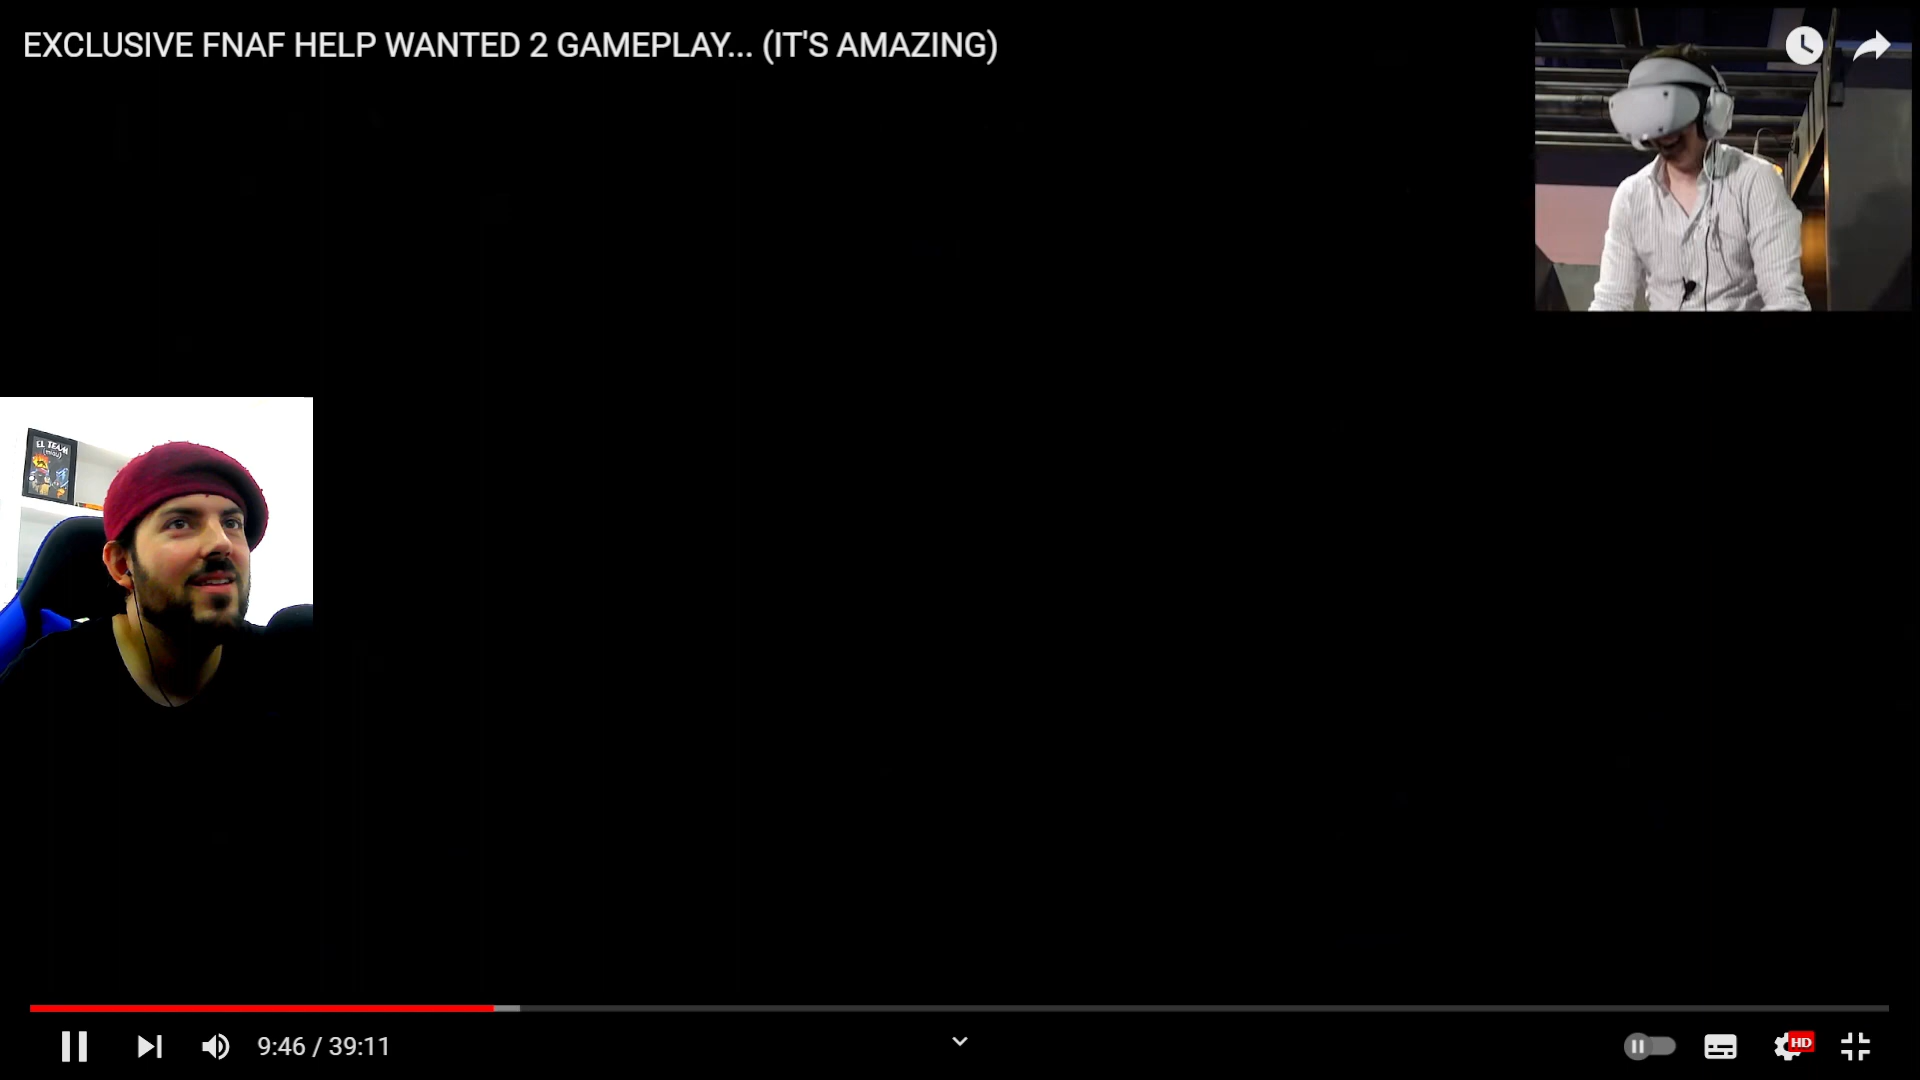 EXCLUSIVE FNAF HELP WANTED 2 GAMEPLAY... (IT'S AMAZING)
EL TEAM
9:46 / 39:11
HD